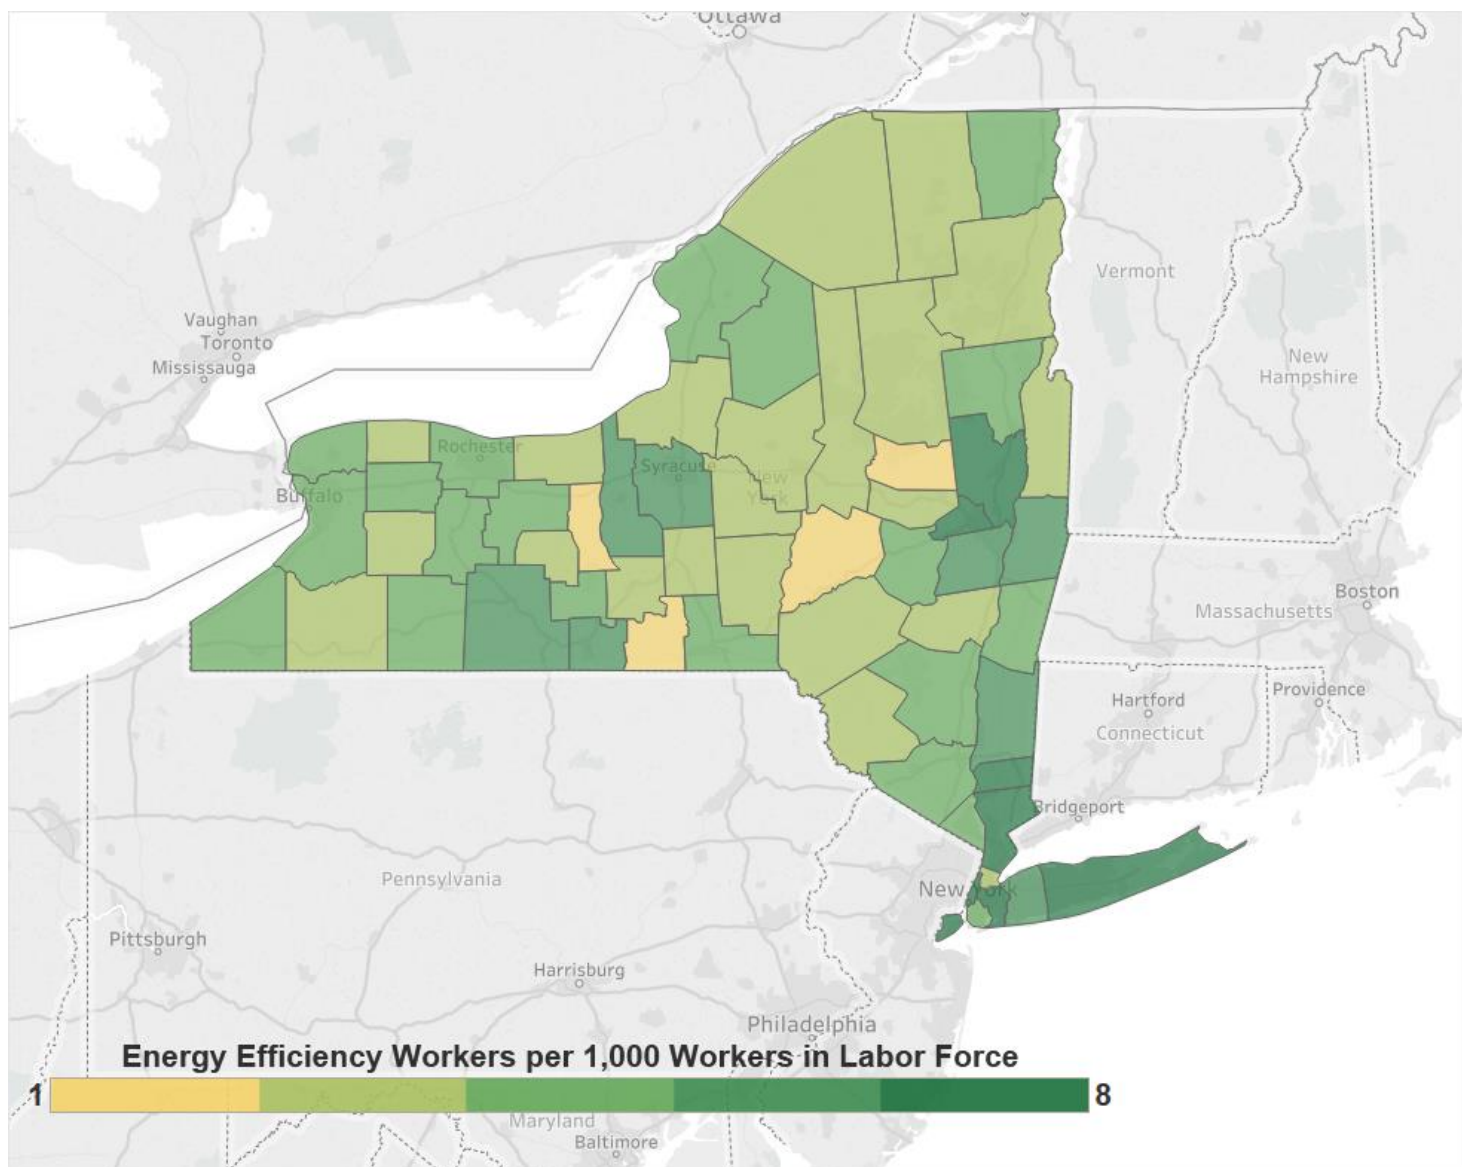 Ottawa
Vermont
Vaughan
Toronto
Mississauga
New
Hampshire
Rochester
Syracuse
New
York
Buffalo
Boston
Massachusetts
Hartford
Providence
Connecticut
Bridgeport
Pennsylvania
New York
Pittsburgh
Harrisburg
Philadelphia
Energy Efficiency Workers per 1,000 Workers in Labor Force
1 8
Maryland
Baltimore